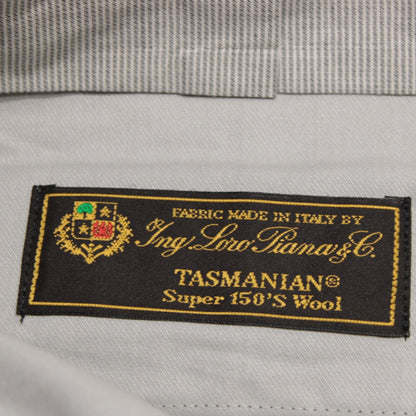 FABRIC MADE IN ITALY BY
Ing. Loro Piana & C.
TASMANIAN®
Super 150'S Wool